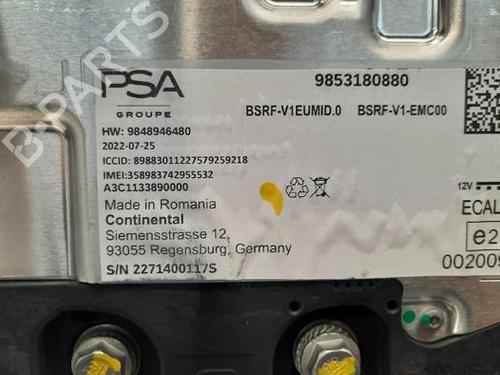 B-PARTS
PSA
GROUPE
9853180880
BSRF-V1EUMID.0 BSRF-V1-EMC00
HW: 9848946480
2022-07-25
ICCID: 89883011227579259218
IMEI:358983742955532
A3C1133890000
Made in Romania
Continental
Siemensstrasse 12,
93055 Regensburg, Germany
S/N 2271400117S
12V
ECAL
e2
002009